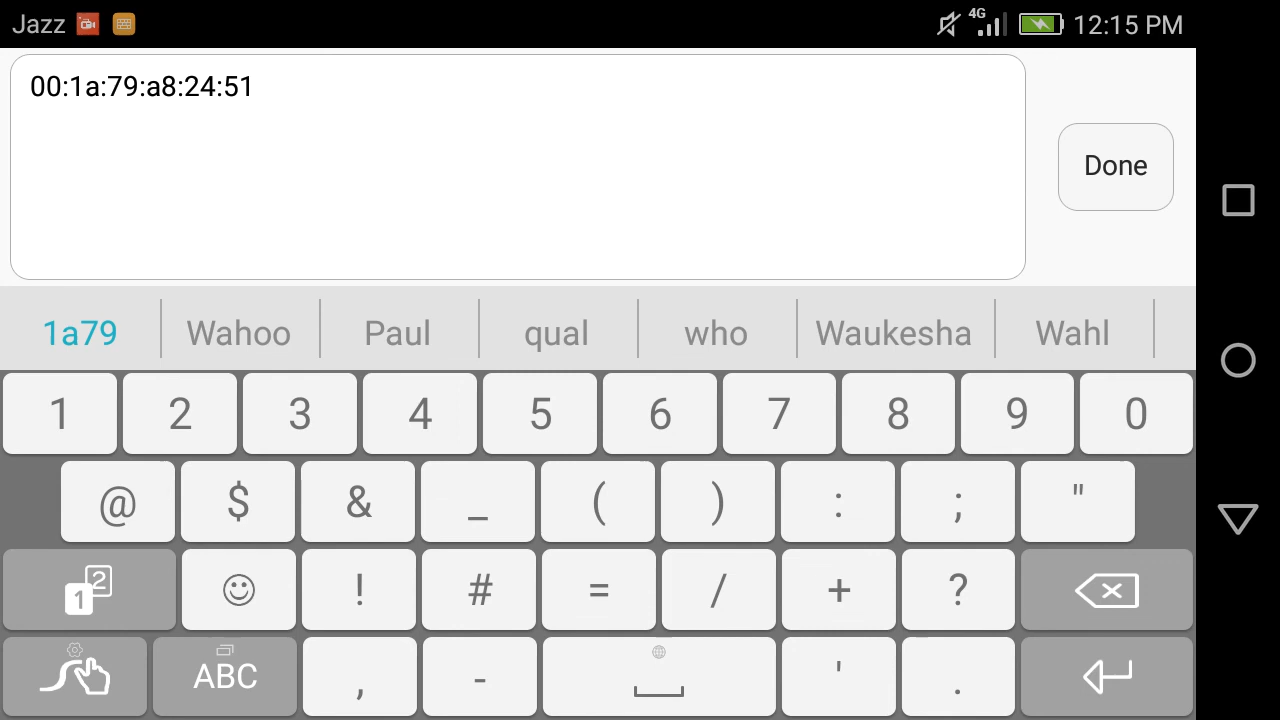 Jazz 4G 12:15 PM
00:1a:79:a8:24:51
Done
1a79 Wahoo Paul qual who Waukesha Wahl
1 2 3 4 5 6 7 8 9 0
@ $ & _ ( ) : ; "
1 2 ! # = / + ?
ABC , - ' .